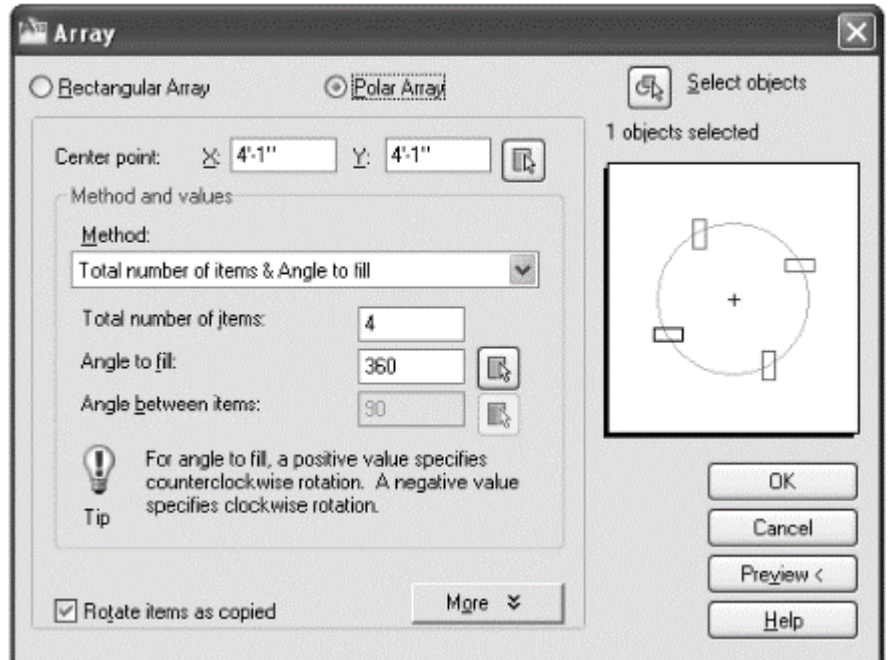 Array
Rectangular Array
Polar Array
Select objects
1 objects selected
Center point: X: 4'-1" Y: 4'-1"
Method and values
Method:
Total number of items & Angle to fill
Total number of items: 4
Angle to fill: 360
Angle between items: 90
For angle to fill, a positive value specifies
counterclockwise rotation. A negative value
specifies clockwise rotation.
Tip
Rotate items as copied
More
OK
Cancel
Preview <
Help